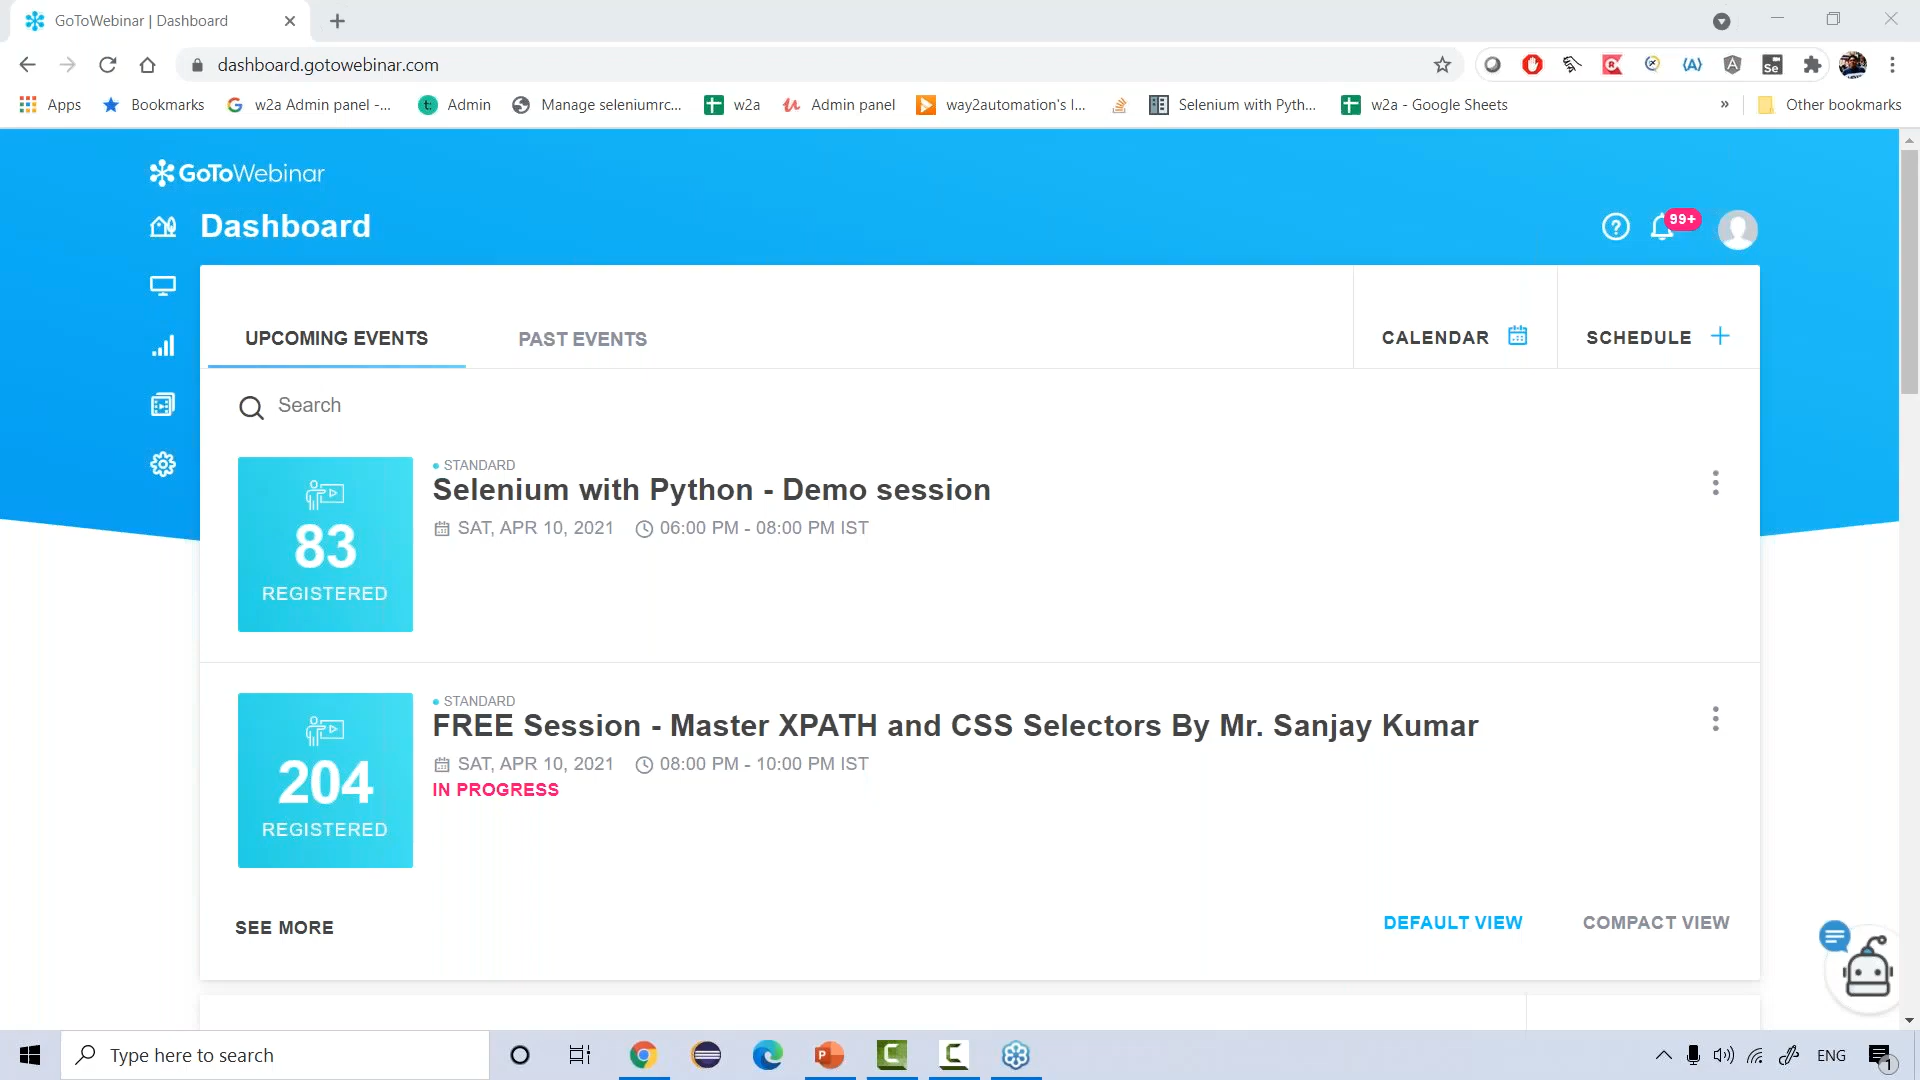 GoToWebinar | Dashboard
dashboard.gotowebinar.com
Apps Bookmarks w2a Admin panel -... Admin Manage seleniumrc... w2a Admin panel way2automation's I... Selenium with Pyth... w2a - Google Sheets » Other bookmarks
GoToWebinar
Dashboard
99+
UPCOMING EVENTS PAST EVENTS CALENDAR SCHEDULE
Search
STANDARD
Selenium with Python - Demo session
SAT, APR 10, 2021 06:00 PM - 08:00 PM IST
83
REGISTERED
STANDARD
FREE Session - Master XPATH and CSS Selectors By Mr. Sanjay Kumar
SAT, APR 10, 2021 08:00 PM - 10:00 PM IST
IN PROGRESS
204
REGISTERED
SEE MORE DEFAULT VIEW COMPACT VIEW
Type here to search ENG 1